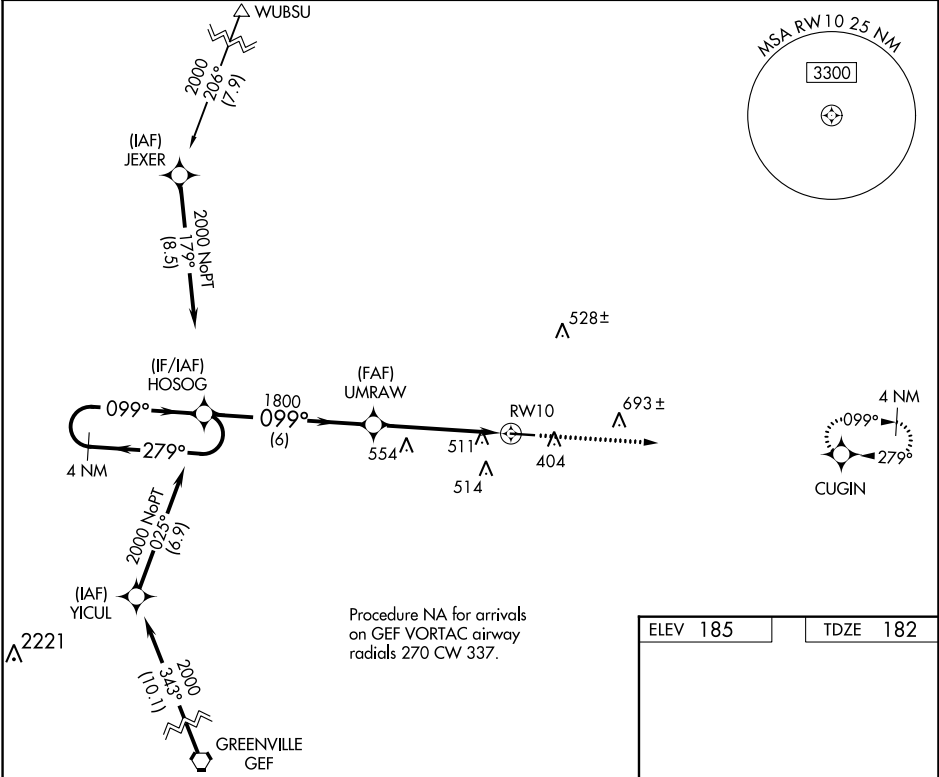 WUBSU
2000
206°
(7.9)
MSA RW10 25 NM
3300
(IAF)
JEXER
2000 NoPT
179°
(8.5)
528±
(IF/IAF)
HOSOG
(FAF)
UMRAW
1800
099°
099°
(6)
RW10
693±
4 NM
099°
279°
554
511
404
279°
4 NM
514
CUGIN
2000 NoPT
025°
(6.9)
(IAF)
YICUL
Procedure NA for arrivals
on GEF VORTAC airway
radials 270 CW 337.
ELEV 185
TDZE 182
2221
2000
343°
(10.1)
GREENVILLE
GEF